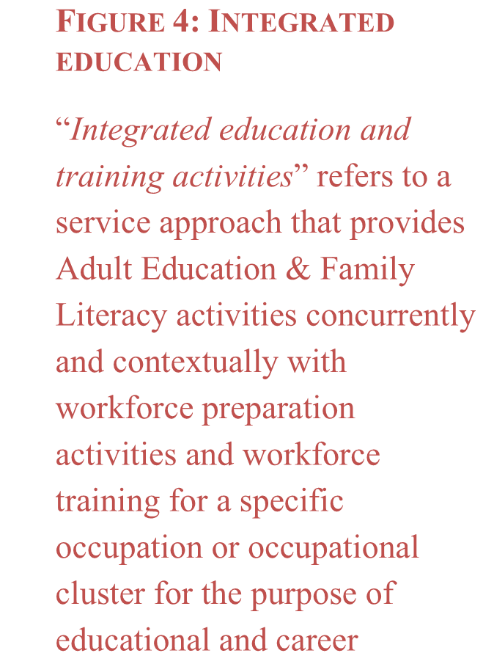 FIGURE 4: INTEGRATED
EDUCATION
“Integrated education and
training activities” refers to a
service approach that provides
Adult Education & Family
Literacy activities concurrently
and contextually with
workforce preparation
activities and workforce
training for a specific
occupation or occupational
cluster for the purpose of
educational and career